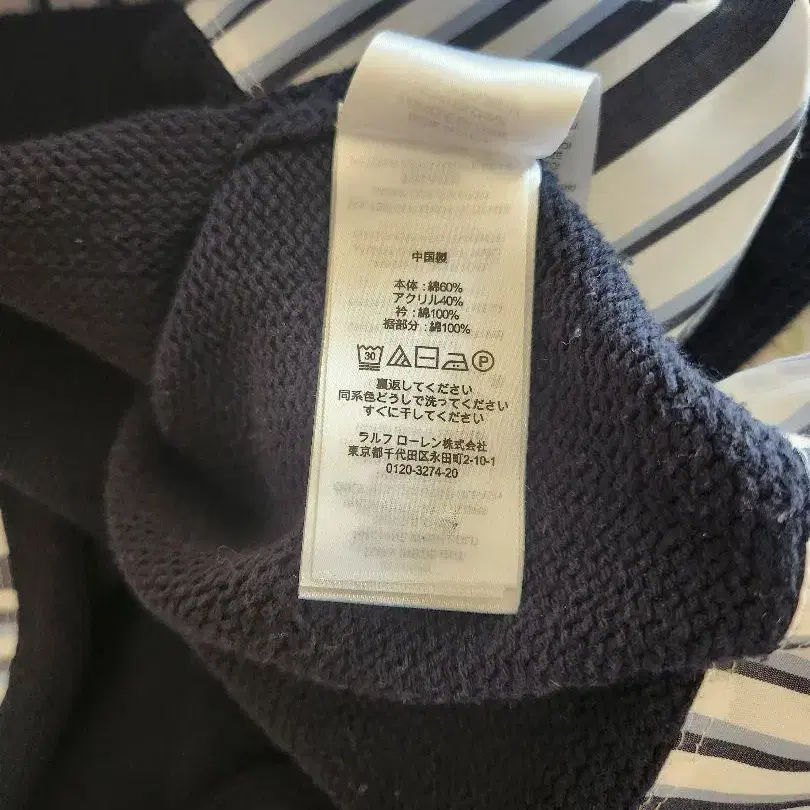 中国製
本体 : 綿60%
アクリル40%
衿 : 綿100%
裾部分 : 綿100%
30 P
裏返してください
同系色どうしで洗ってください
すぐに干してください
ラルフ ローレン株式会社
東京都千代田区永田町2-10-1
0120-3274-20